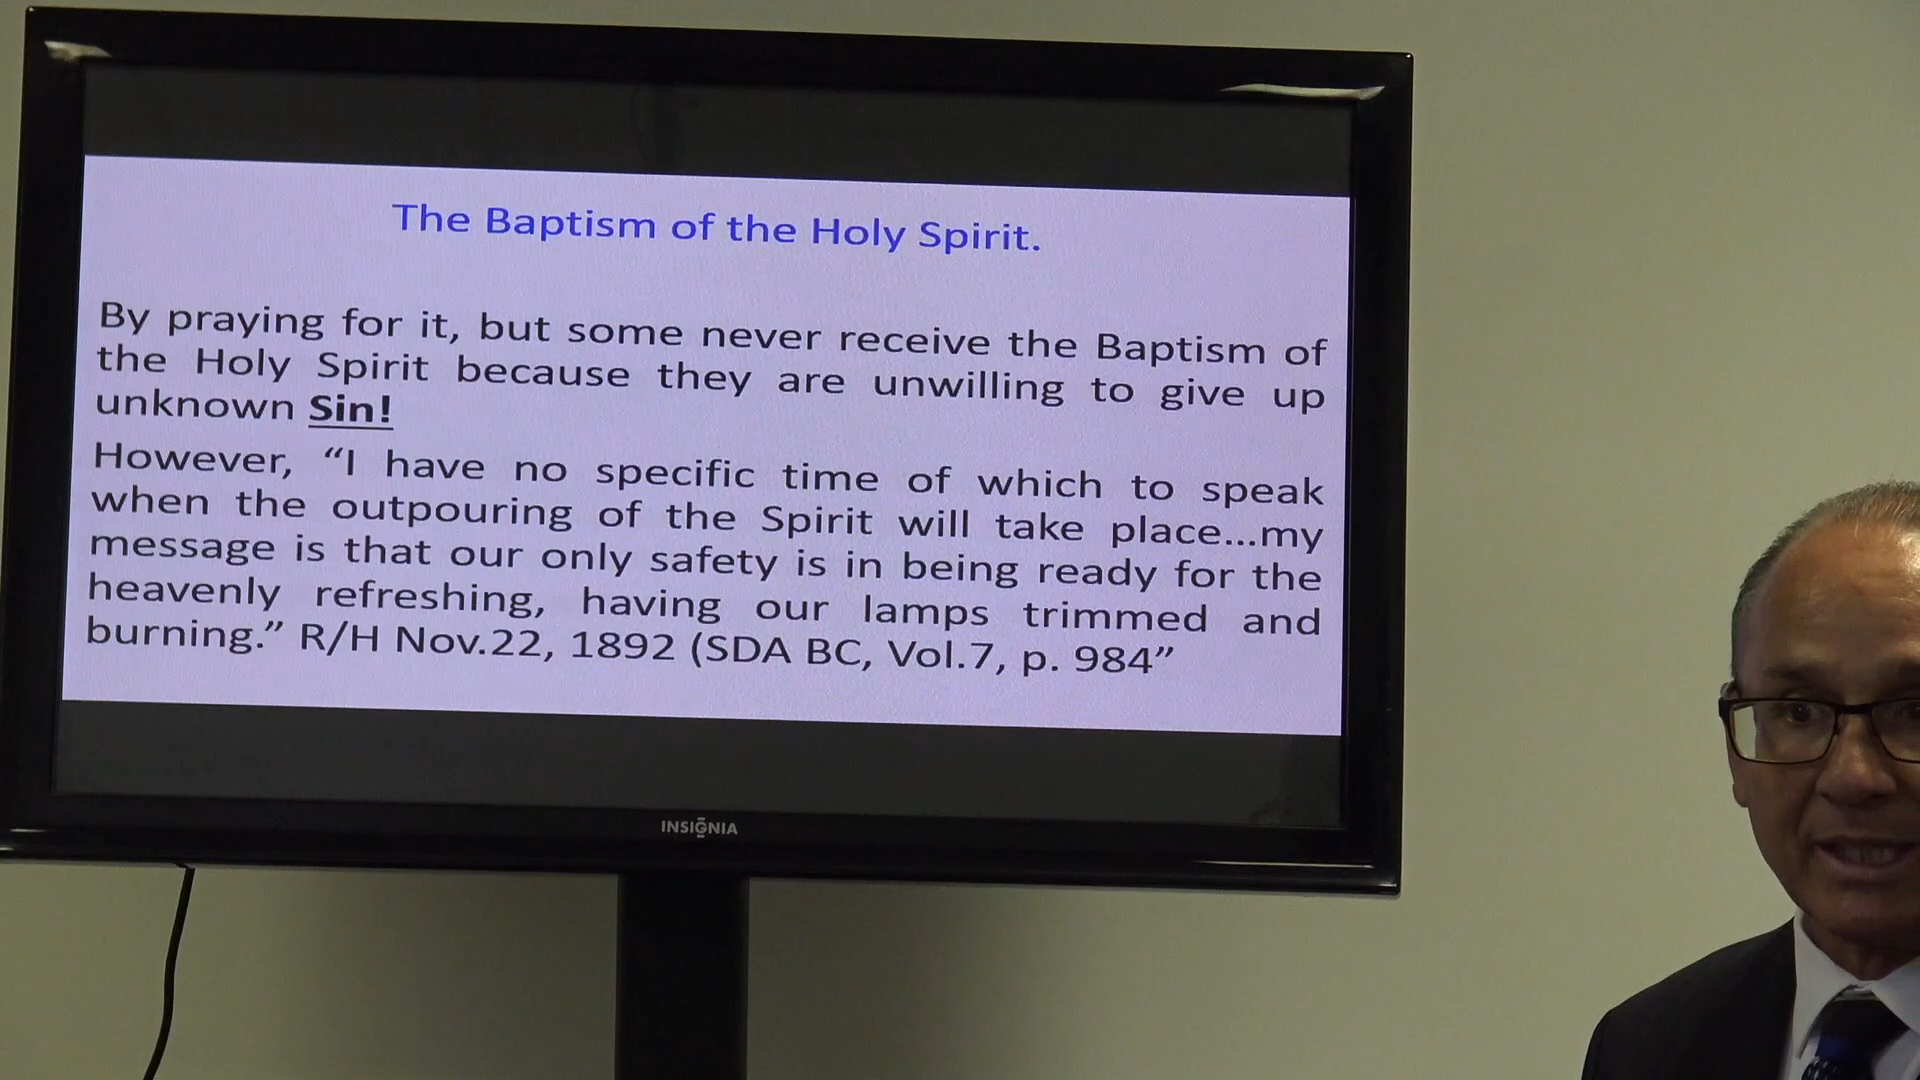 The Baptism of the Holy Spirit.
By praying for it, but some never receive the Baptism of
the Holy Spirit because they are unwilling to give up
unknown Sin!
However, “I have no specific time of which to speak
when the outpouring of the Spirit will take place...my
message is that our only safety is in being ready for the
heavenly refreshing, having our lamps trimmed and
burning.” R/H Nov.22, 1892 (SDA BC, Vol.7, p. 984”
INSIGNIA